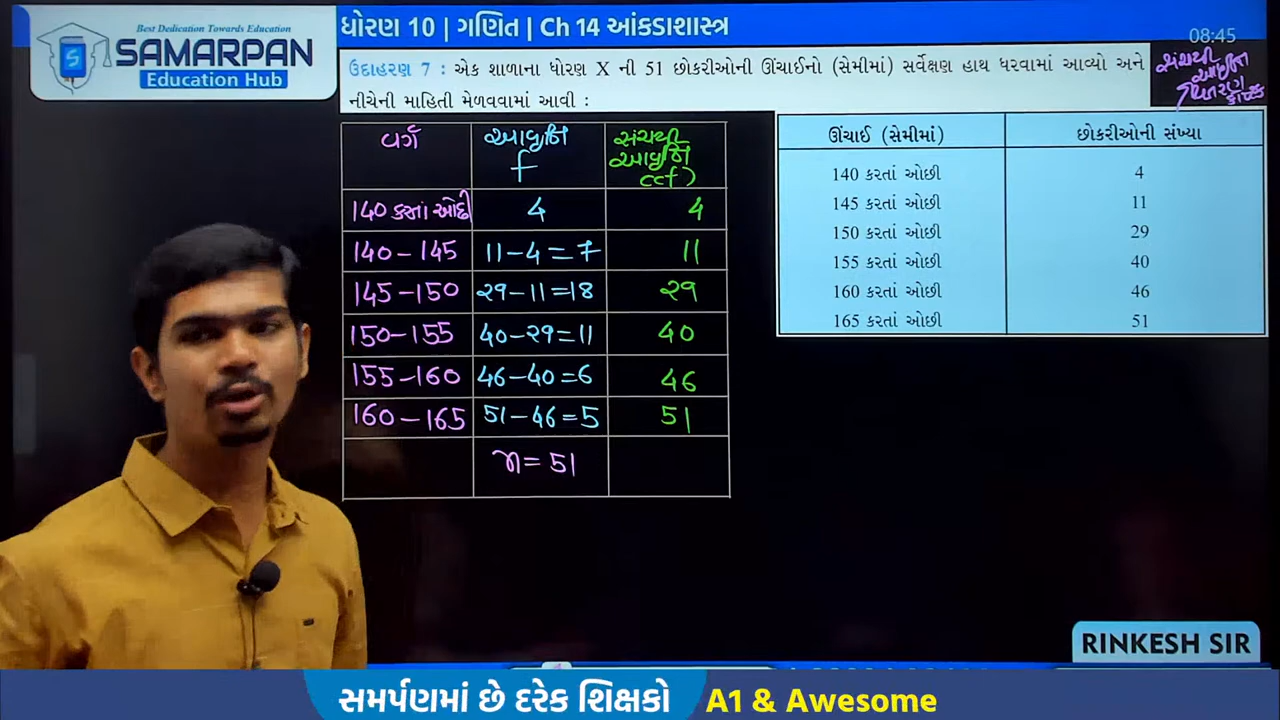 Best Dedication Towards Education
SAMARPAN
Education Hub
ધોરણ 10 | ગણિત | Ch 14 આંકડાશાસ્ત્ર
08:45
ઉદાહરણ 7 : એક શાળાના ધોરણ X ની 51 છોકરીઓની ઊંચાઈનો (સેમીમાં) સર્વેક્ષણ હાથ ધરવામાં આવ્યો અને
નીચેની માહિતી મેળવવામાં આવી :
સંચયી
આવૃત્તિ
વર્ગ આવૃત્તિ f સંચયી આવૃત્તિ (cf)
140 કરતાં ઓછી 4 4
140 – 145 11 – 4 = 7 11
145 – 150 ૨9 – 11 = 18 ૨9
150 – 155 40 – ૨9 = 11 40
155 – 160 46 – 40 = 6 46
160 – 165 51 – 46 = 5 51
n = 51
ઊંચાઈ (સેમીમાં) છોકરીઓની સંખ્યા
140 કરતાં ઓછી 4
145 કરતાં ઓછી 11
150 કરતાં ઓછી 29
155 કરતાં ઓછી 40
160 કરતાં ઓછી 46
165 કરતાં ઓછી 51
RINKESH SIR
સમર્પણમાં છે દરેક શિક્ષકો A1 & Awesome